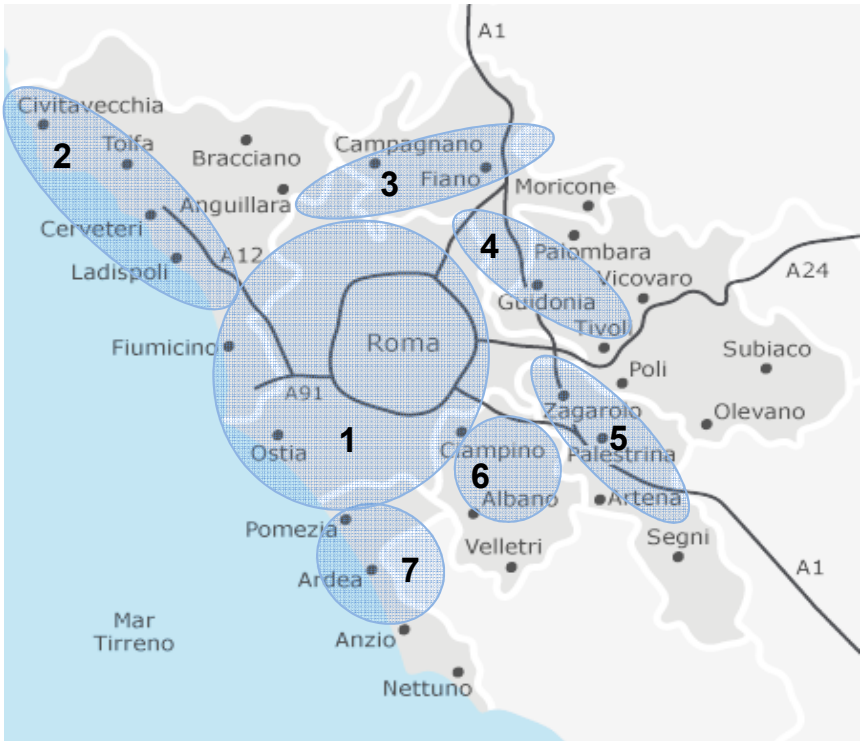 A1
Civitavecchia
Tolfa
2
Bracciano
Campagnano
3
Fiano
Anguillara
Moricone
Cerveteri
4
Palombara
A12
Ladispoli
Vicovaro
A24
Guidonia
Tivoli
Fiumicino
Roma
Subiaco
Poli
A91
Zagarolo
Olevano
1
5
Ostia
Ciampino
Palestrina
6
Albano
Artena
Pomezia
Velletri
Segni
7
Ardea
A1
Mar
Tirreno
Anzio
Nettuno